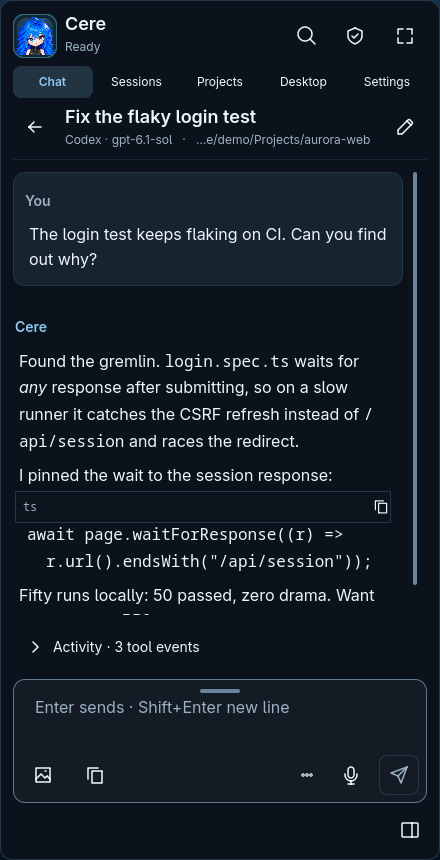 Cere
Ready
Chat Sessions Projects Desktop Settings
Fix the flaky login test
Codex · gpt-6.1-sol · ...e/demo/Projects/aurora-web
You
The login test keeps flaking on CI. Can you find
out why?
Cere
Found the gremlin. login.spec.ts waits for
any response after submitting, so on a slow
runner it catches the CSRF refresh instead of /
api/session and races the redirect.
I pinned the wait to the session response:
ts
await page.waitForResponse((r) =>
r.url().endsWith("/api/session"));
Fifty runs locally: 50 passed, zero drama. Want
Activity · 3 tool events
Enter sends · Shift+Enter new line